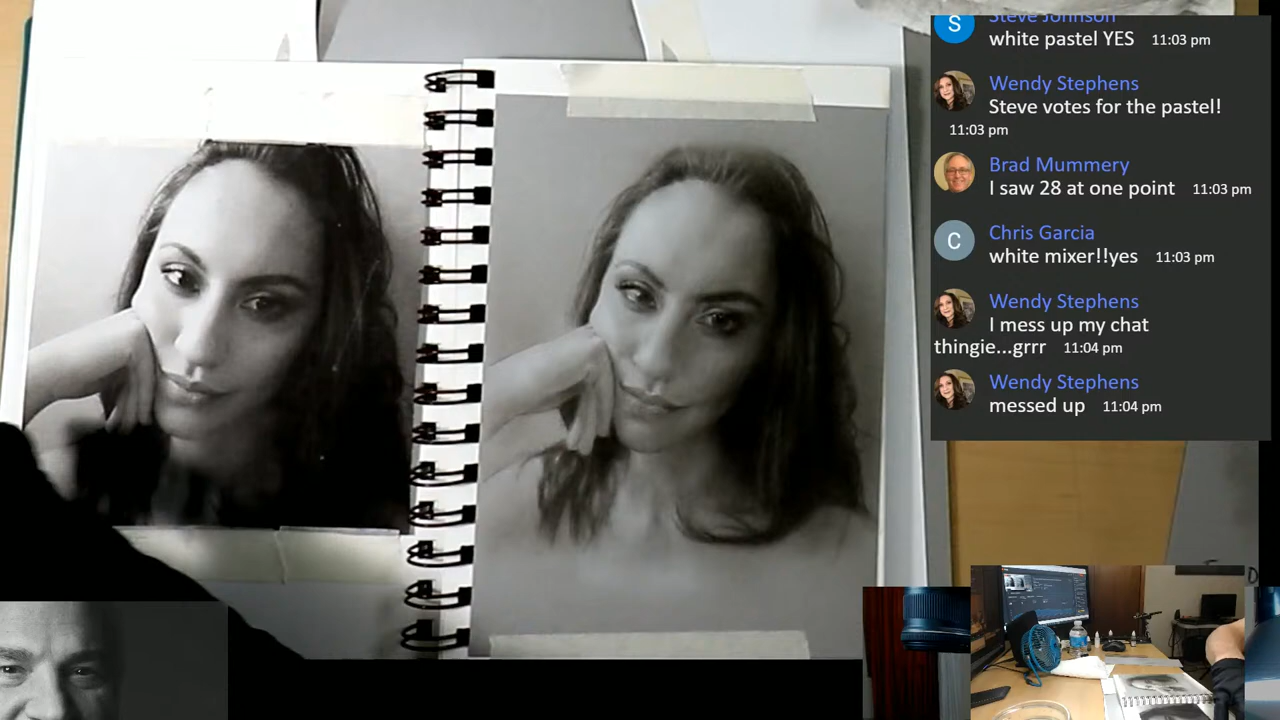 S
Steve Johnson
white pastel YES 11:03 pm
Wendy Stephens
Steve votes for the pastel!
11:03 pm
Brad Mummery
I saw 28 at one point 11:03 pm
C
Chris Garcia
white mixer!!yes 11:03 pm
Wendy Stephens
I mess up my chat
thingie...grrr 11:04 pm
Wendy Stephens
messed up 11:04 pm